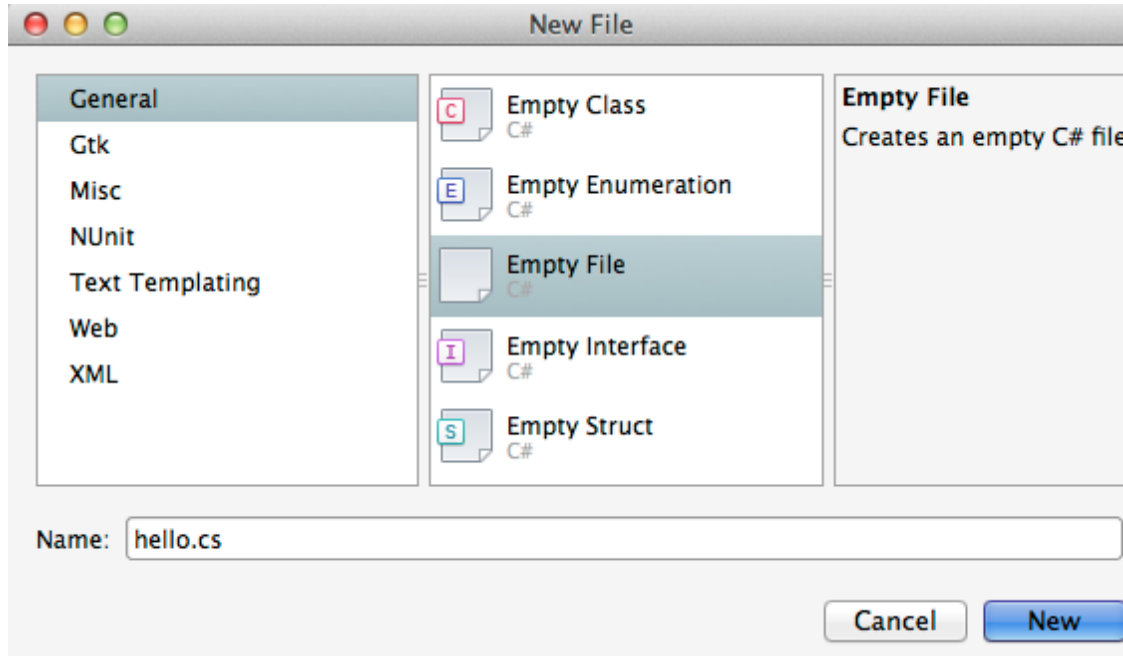 New File
General
Gtk
Misc
NUnit
Text Templating
Web
XML
C
Empty Class
C#
E
Empty Enumeration
C#
Empty File
C#
I
Empty Interface
C#
S
Empty Struct
C#
Empty File
Creates an empty C# file
Name: hello.cs
Cancel New